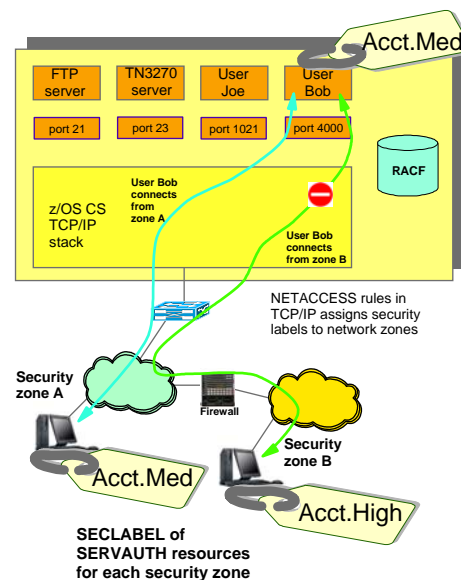 Acct.Med
FTP
server
TN3270
server
User
Joe
User
Bob
port 21
port 23
port 1021
port 4000
RACF
User Bob
connects
from
zone A
z/OS CS
TCP/IP
stack
User Bob
connects
from zone B
NETACCESS rules in
TCP/IP assigns security
labels to network zones
Security
zone A
Firewall
Security
zone B
Acct.Med
Acct.High
SECLABEL of
SERVAUTH resources
for each security zone